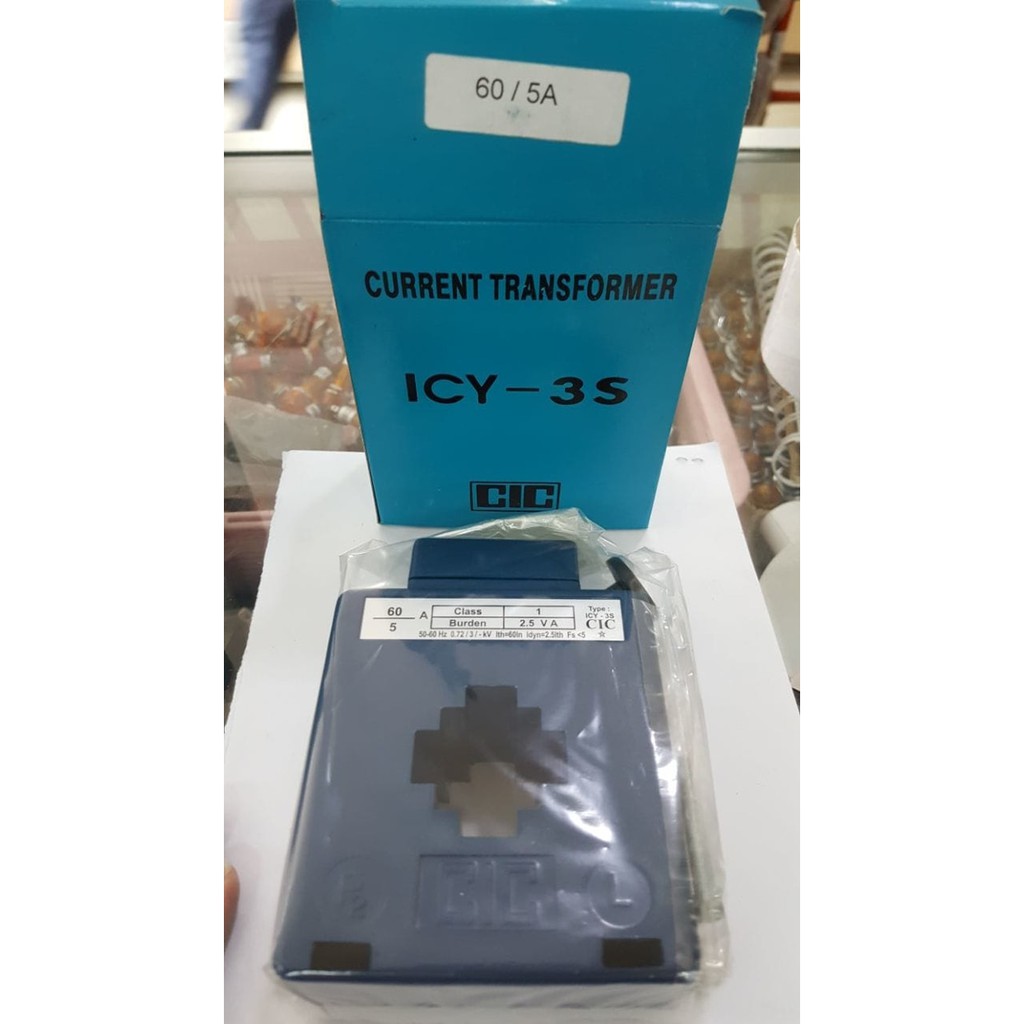 60 / 5A
CURRENT TRANSFORMER
ICY-3S
CIC
60 / 5 A
Class 1
Burden 2.5 VA
Type :
ICY - 3S
CIC
50-60 Hz 0.72 / 3 / - kV Ith=60In Idyn=2.5Ith Fs <5
CIC
L